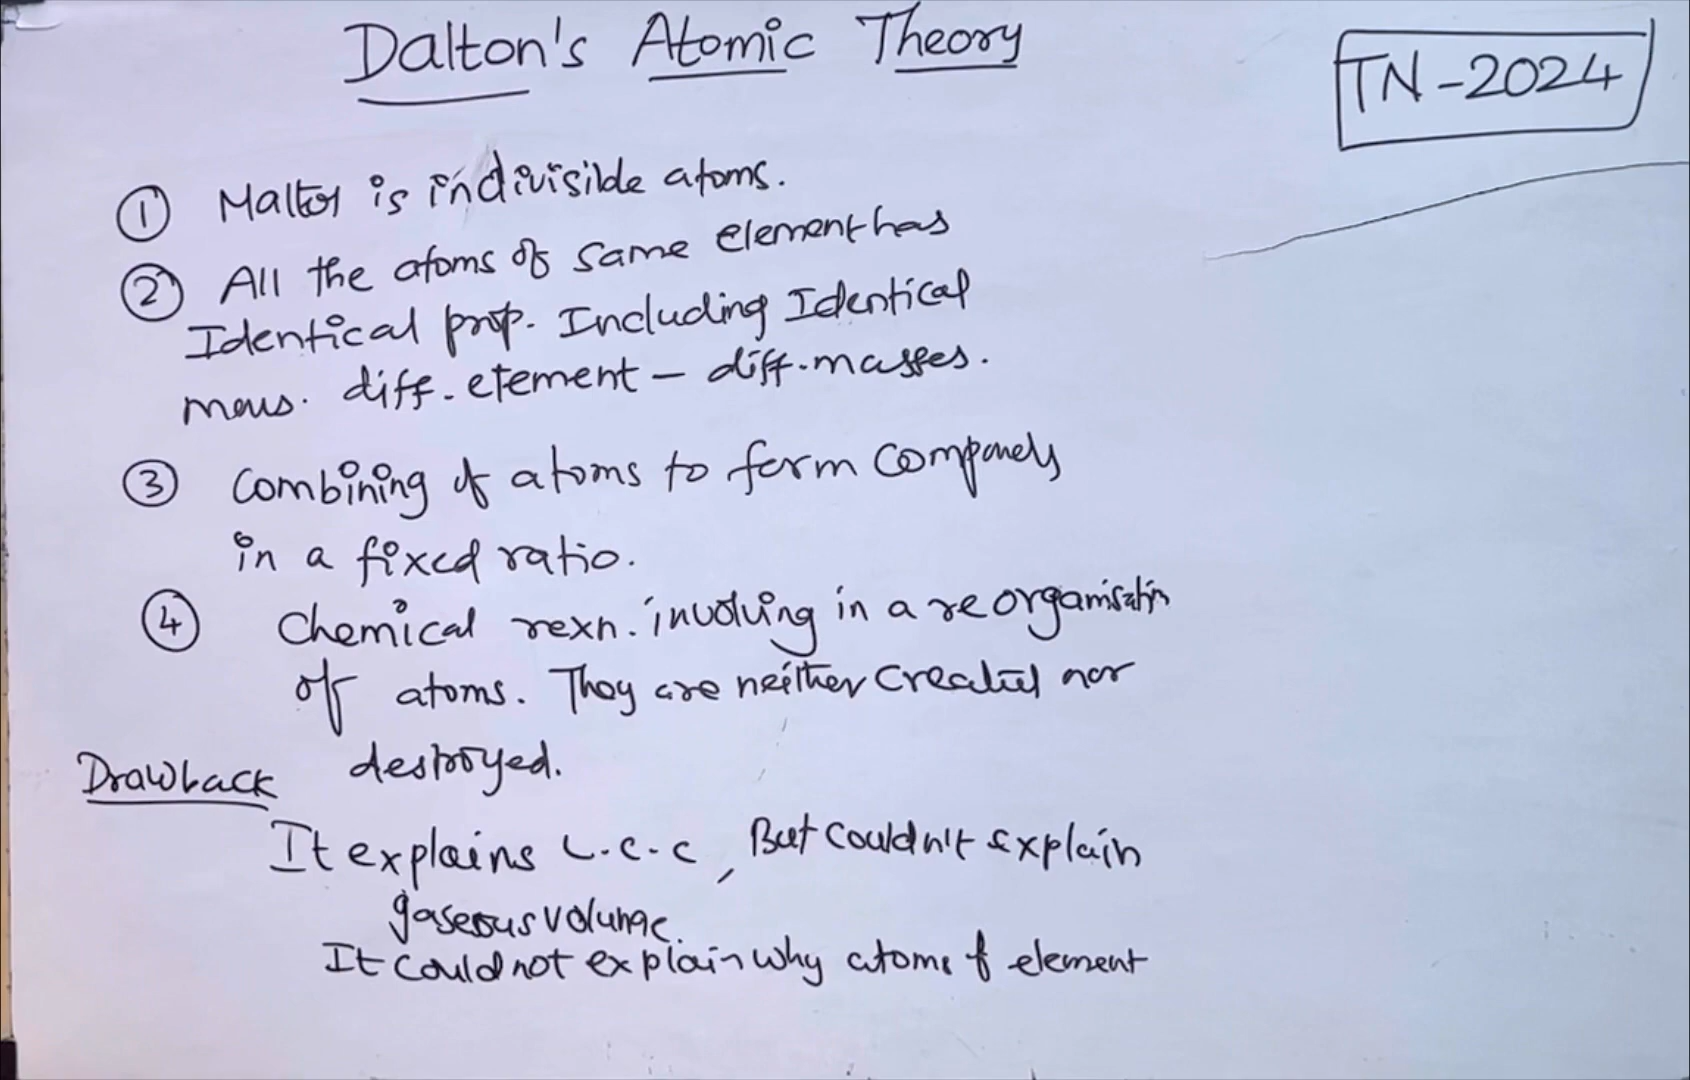 Dalton's Atomic Theory
TN-2024
① Matter is indivisible atoms.
② All the atoms of same element has
Identical prop. Including Identical
mass. diff. element – diff. masses.
③ Combining of atoms to form compounds
in a fixed ratio.
④ Chemical rexn. involving in a reorganisation
of atoms. They are neither created nor
destroyed.
Drawback
It explains L.C.C, But couldn't explain
gaseous volume.
It could not explain why atoms of element